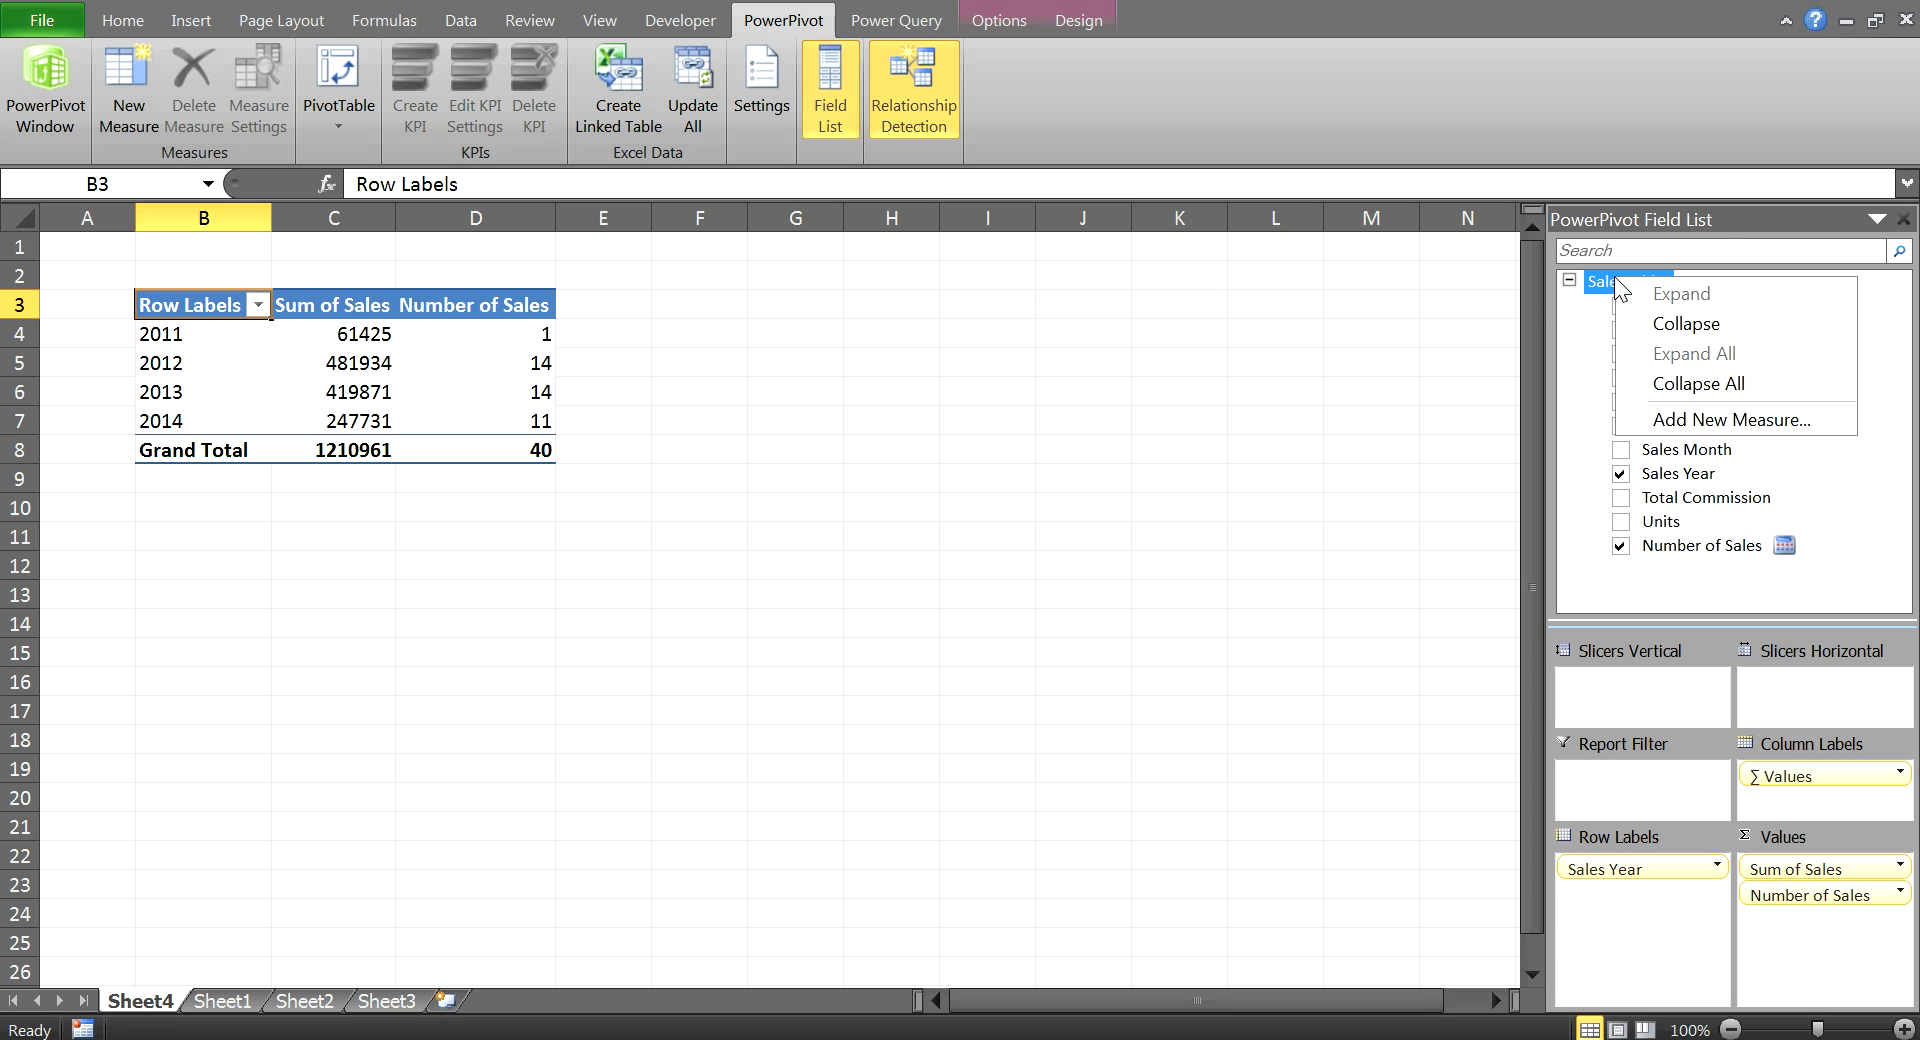 File Home Insert Page Layout Formulas Data Review View Developer PowerPivot Power Query Options Design
PowerPivot Window
New Measure
Delete Measure
Measure Settings
PivotTable
Create KPI
Edit KPI Settings
Delete KPI
Create Linked Table
Update All
Settings
Field List
Relationship Detection
Measures KPIs Excel Data
B3 fx Row Labels
A B C D E F G H I J K L M N
PowerPivot Field List
Search
1
2
3 Row Labels Sum of Sales Number of Sales
4 2011 61425 1
5 2012 481934 14
6 2013 419871 14
7 2014 247731 11
8 Grand Total 1210961 40
9
10
11
12
13
14
15
16
17
18
19
20
21
22
23
24
25
26
Expand
Collapse
Expand All
Collapse All
Add New Measure...
Sales Month
Sales Year
Total Commission
Units
Number of Sales
Slicers Vertical Slicers Horizontal
Report Filter Column Labels
∑ Values
Row Labels Σ Values
Sales Year Sum of Sales
Number of Sales
Sheet4 Sheet1 Sheet2 Sheet3
Ready 100%